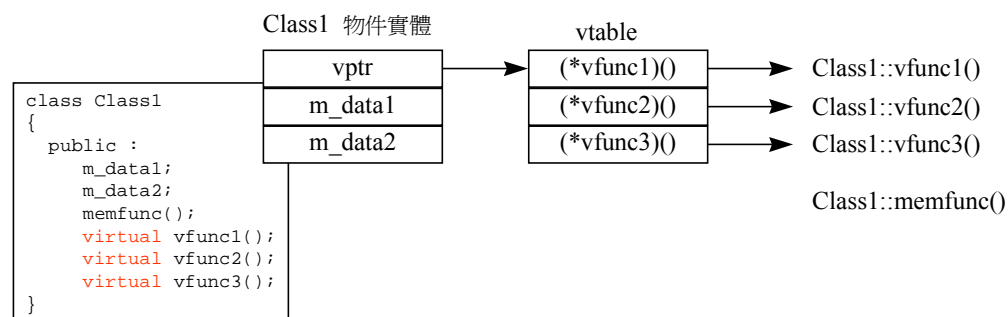 Class1 物件實體
vptr
m_data1
m_data2
vtable
(*vfunc1)()
(*vfunc2)()
(*vfunc3)()
Class1::vfunc1()
Class1::vfunc2()
Class1::vfunc3()
Class1::memfunc()
class Class1
{
public :
m_data1;
m_data2;
memfunc();
virtual vfunc1();
virtual vfunc2();
virtual vfunc3();
}